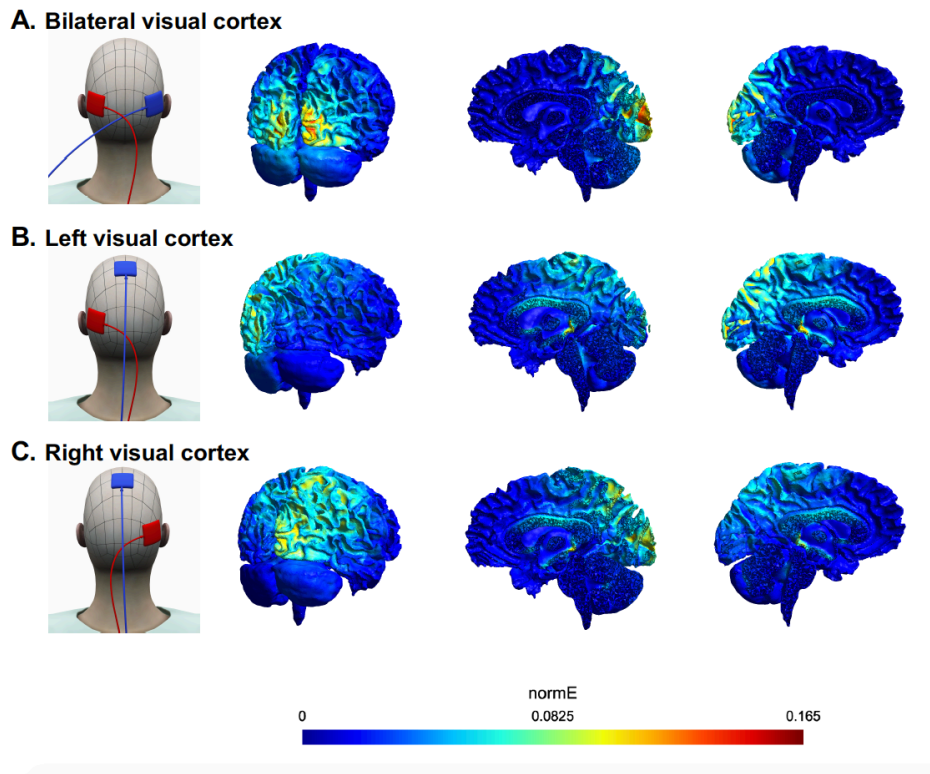 A. Bilateral visual cortex
B. Left visual cortex
C. Right visual cortex
normE
0 0.0825 0.165